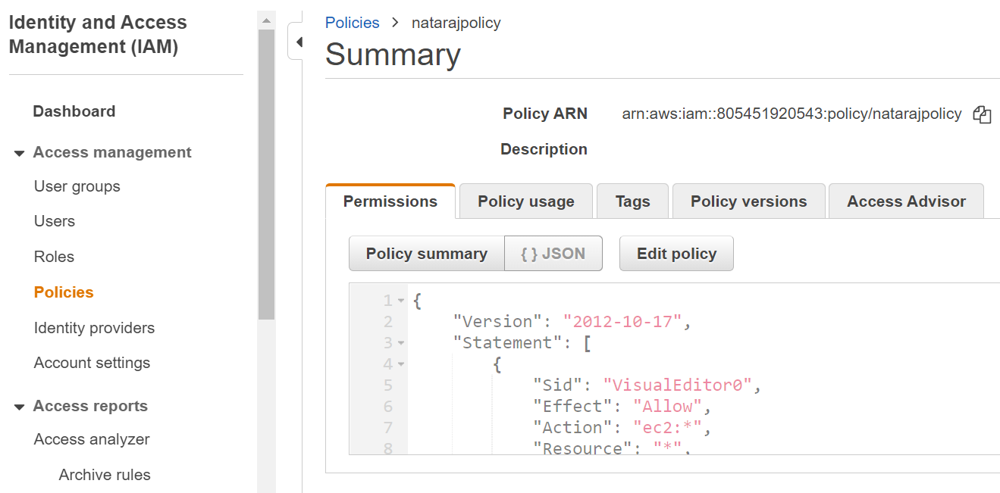 Identity and Access
Management (IAM)
Dashboard
Access management
User groups
Users
Roles
Policies
Identity providers
Account settings
Access reports
Access analyzer
Archive rules
Policies > natarajpolicy
Summary
Policy ARN arn:aws:iam::805451920543:policy/natarajpolicy
Description
Permissions Policy usage Tags Policy versions Access Advisor
Policy summary { } JSON Edit policy
1 {
2 "Version": "2012-10-17",
3 "Statement": [
4 {
5 "Sid": "VisualEditor0",
6 "Effect": "Allow",
7 "Action": "ec2:*",
8 "Resource": "*",